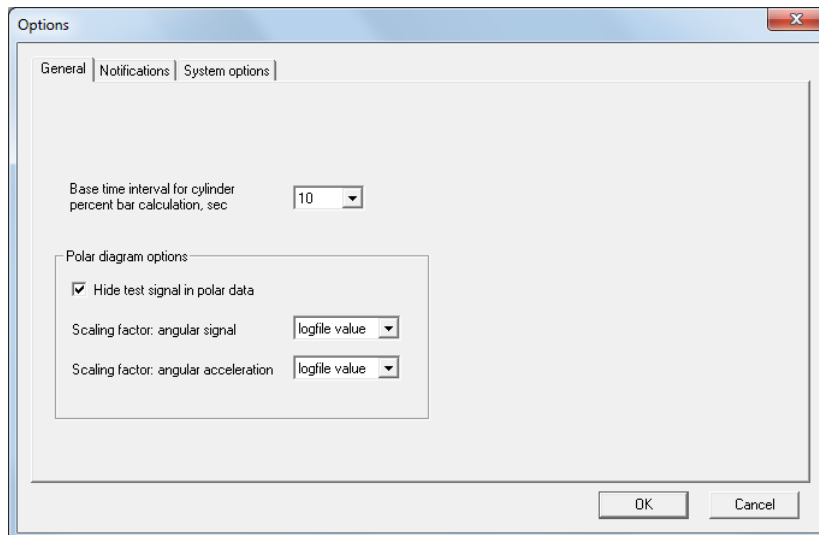 Options
General Notifications System options
Base time interval for cylinder
percent bar calculation, sec
10
Polar diagram options
Hide test signal in polar data
Scaling factor: angular signal logfile value
Scaling factor: angular acceleration logfile value
OK Cancel